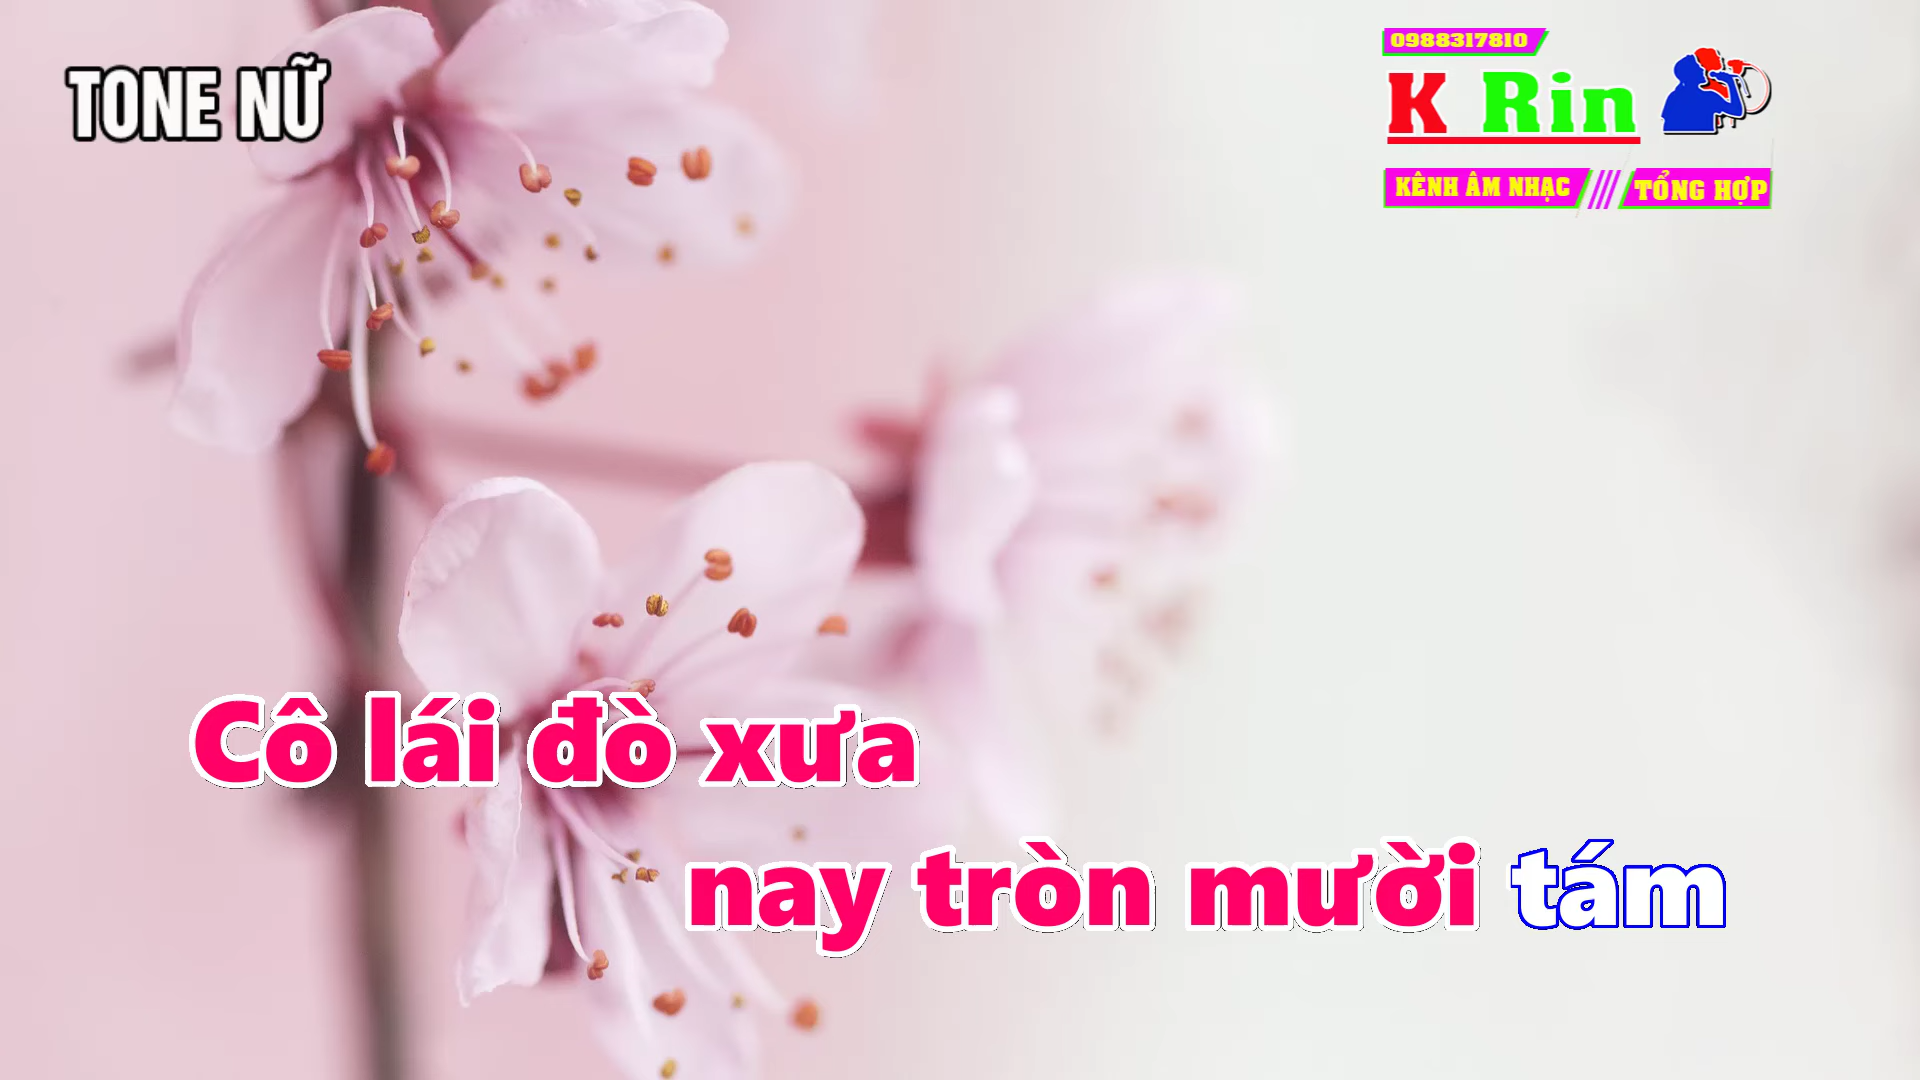 TONE NỮ
0988317810
K Rin
KÊNH ÂM NHẠC TỔNG HỢP
Cô lái đò xưa
nay tròn mười tám